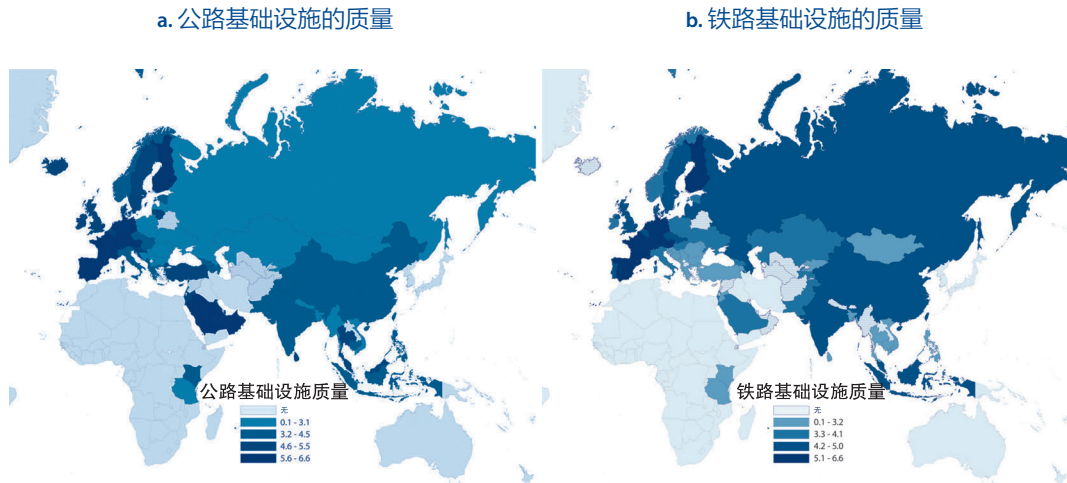 a. 公路基础设施的质量
b. 铁路基础设施的质量
公路基础设施质量
无
0.1 - 3.1
3.2 - 4.5
4.6 - 5.5
5.6 - 6.6
铁路基础设施质量
无
0.1 - 3.2
3.3 - 4.1
4.2 - 5.0
5.1 - 6.6